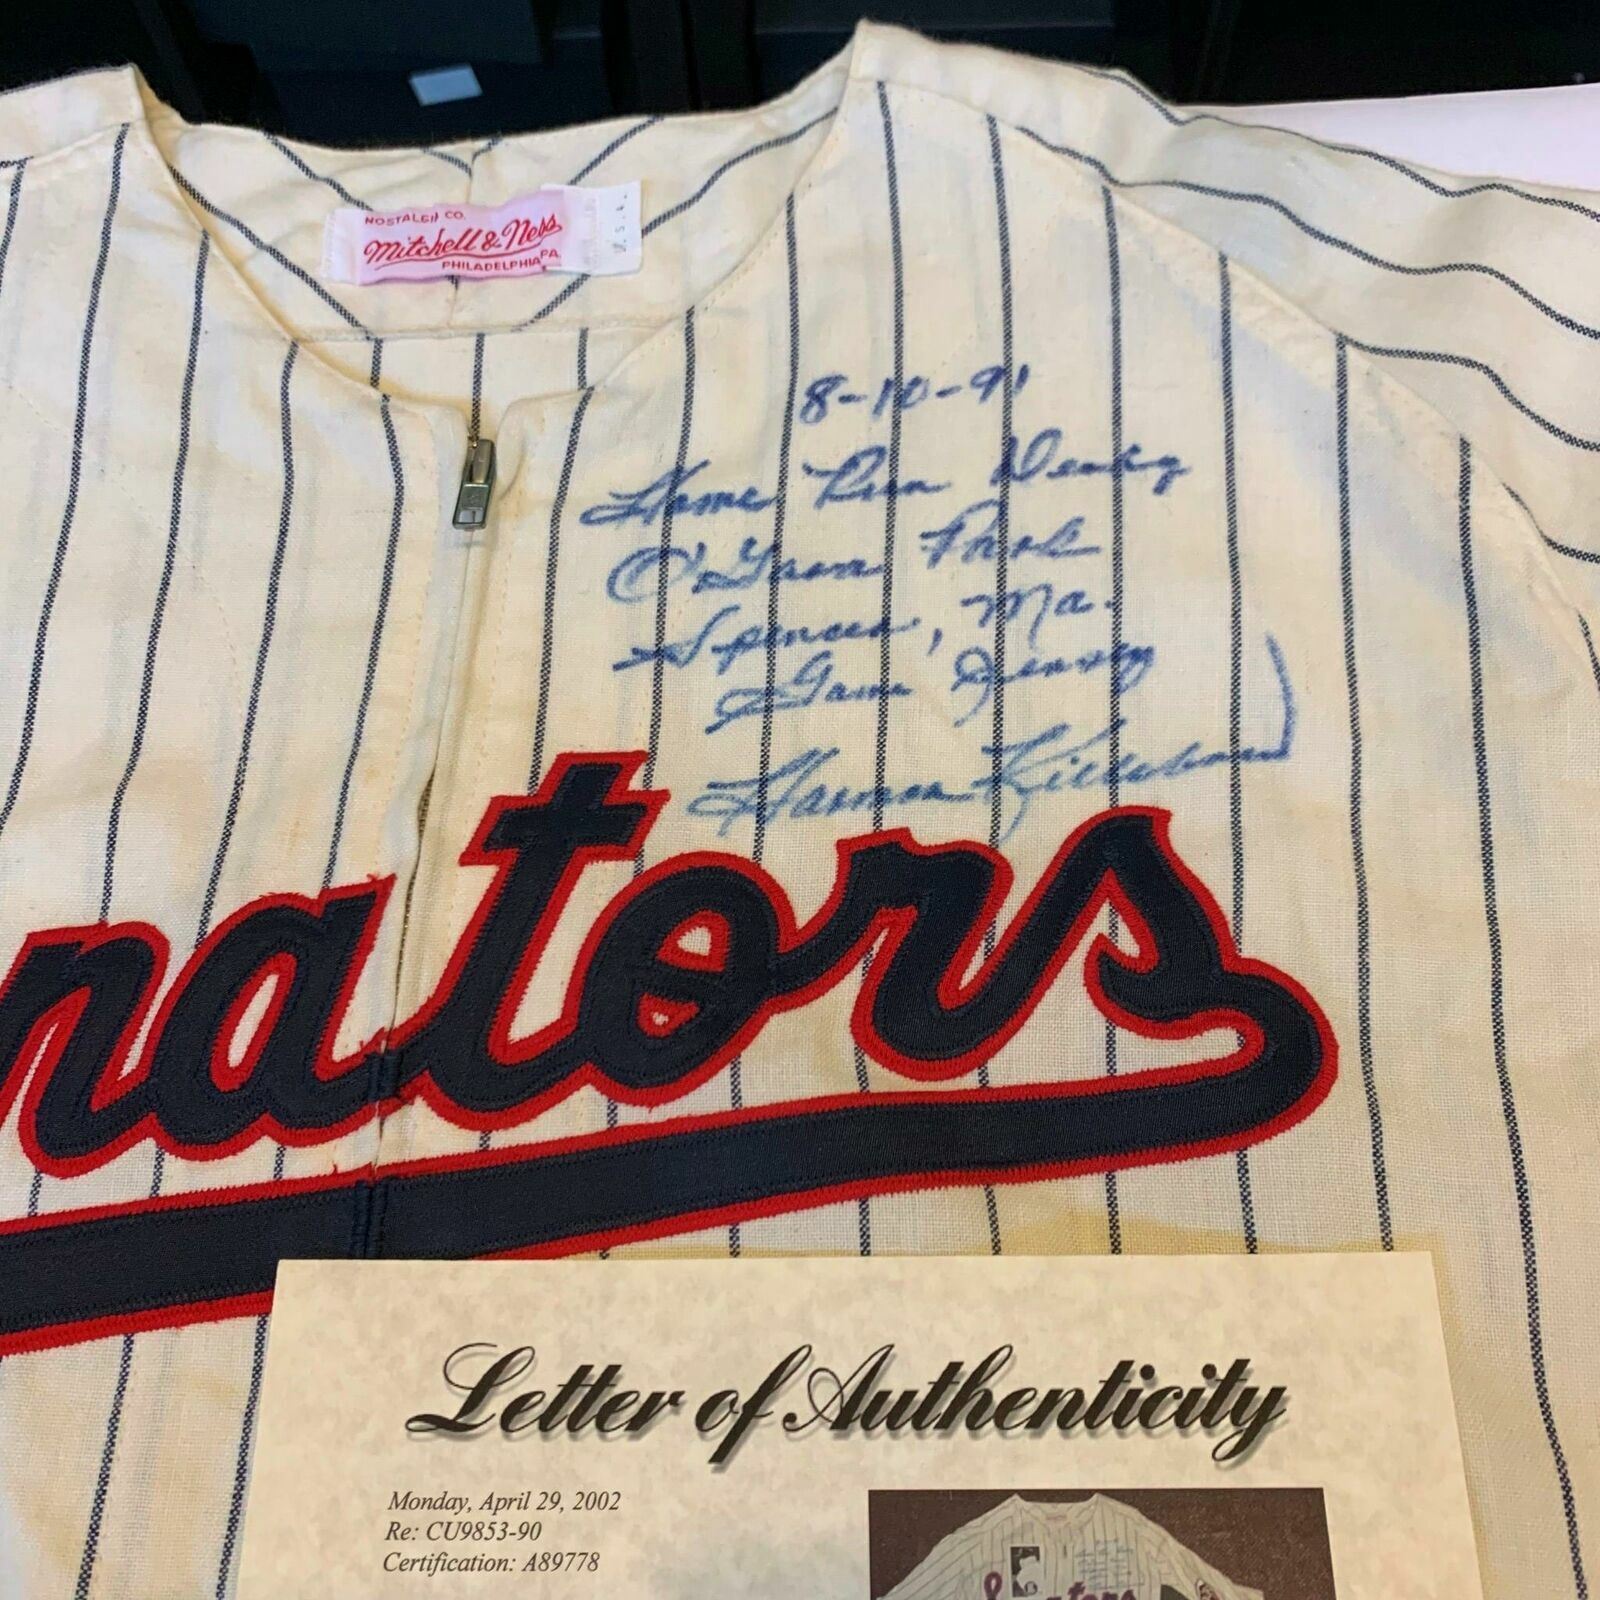 NOSTALGIA CO.
Mitchell & Ness
PHILADELPHIA, PA.
U.S.A.
8-10-91
Home Run Derby
O'Gara Park
Spencer, Ma.
Game Jersey
Harmon Killebrew
nators
Letter of Authenticity
Monday, April 29, 2002
Re: CU9853-90
Certification: A89778